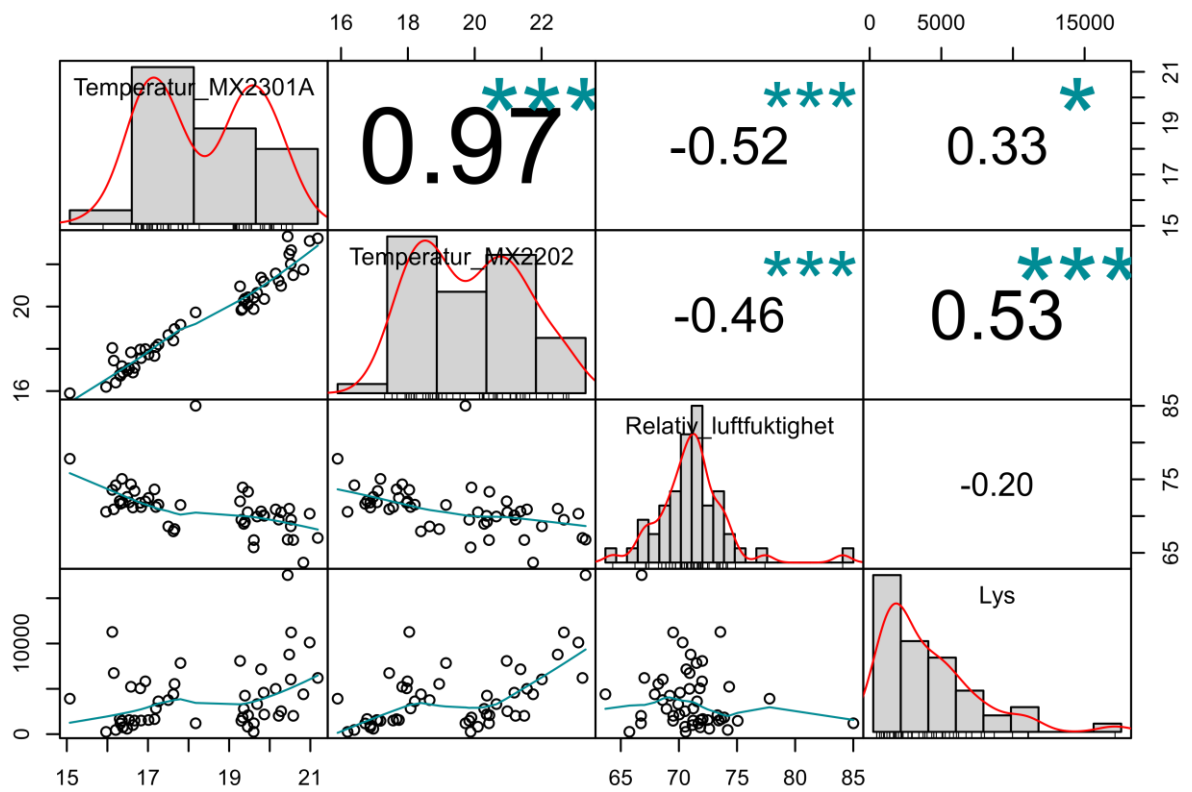 16 18 20 22 0 5000 15000
Temperatur_MX2301A 0.97 *** -0.52 *** 0.33 * 15 17 19 21
16 20 Temperatur_MX2202 -0.46 *** 0.53 ***
Relativ_luftfuktighet -0.20 65 75 85
0 10000 Lys
15 17 19 21 65 70 75 80 85